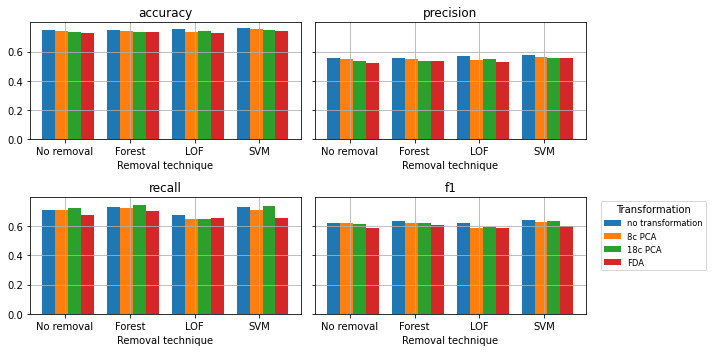 accuracy
precision
0.6
0.4
0.2
0.0
No removal Forest LOF SVM
No removal Forest LOF SVM
Removal technique
Removal technique
recall
f1
0.6
0.4
0.2
0.0
No removal Forest LOF SVM
No removal Forest LOF SVM
Removal technique
Removal technique
Transformation
no transformation
8c PCA
18c PCA
FDA